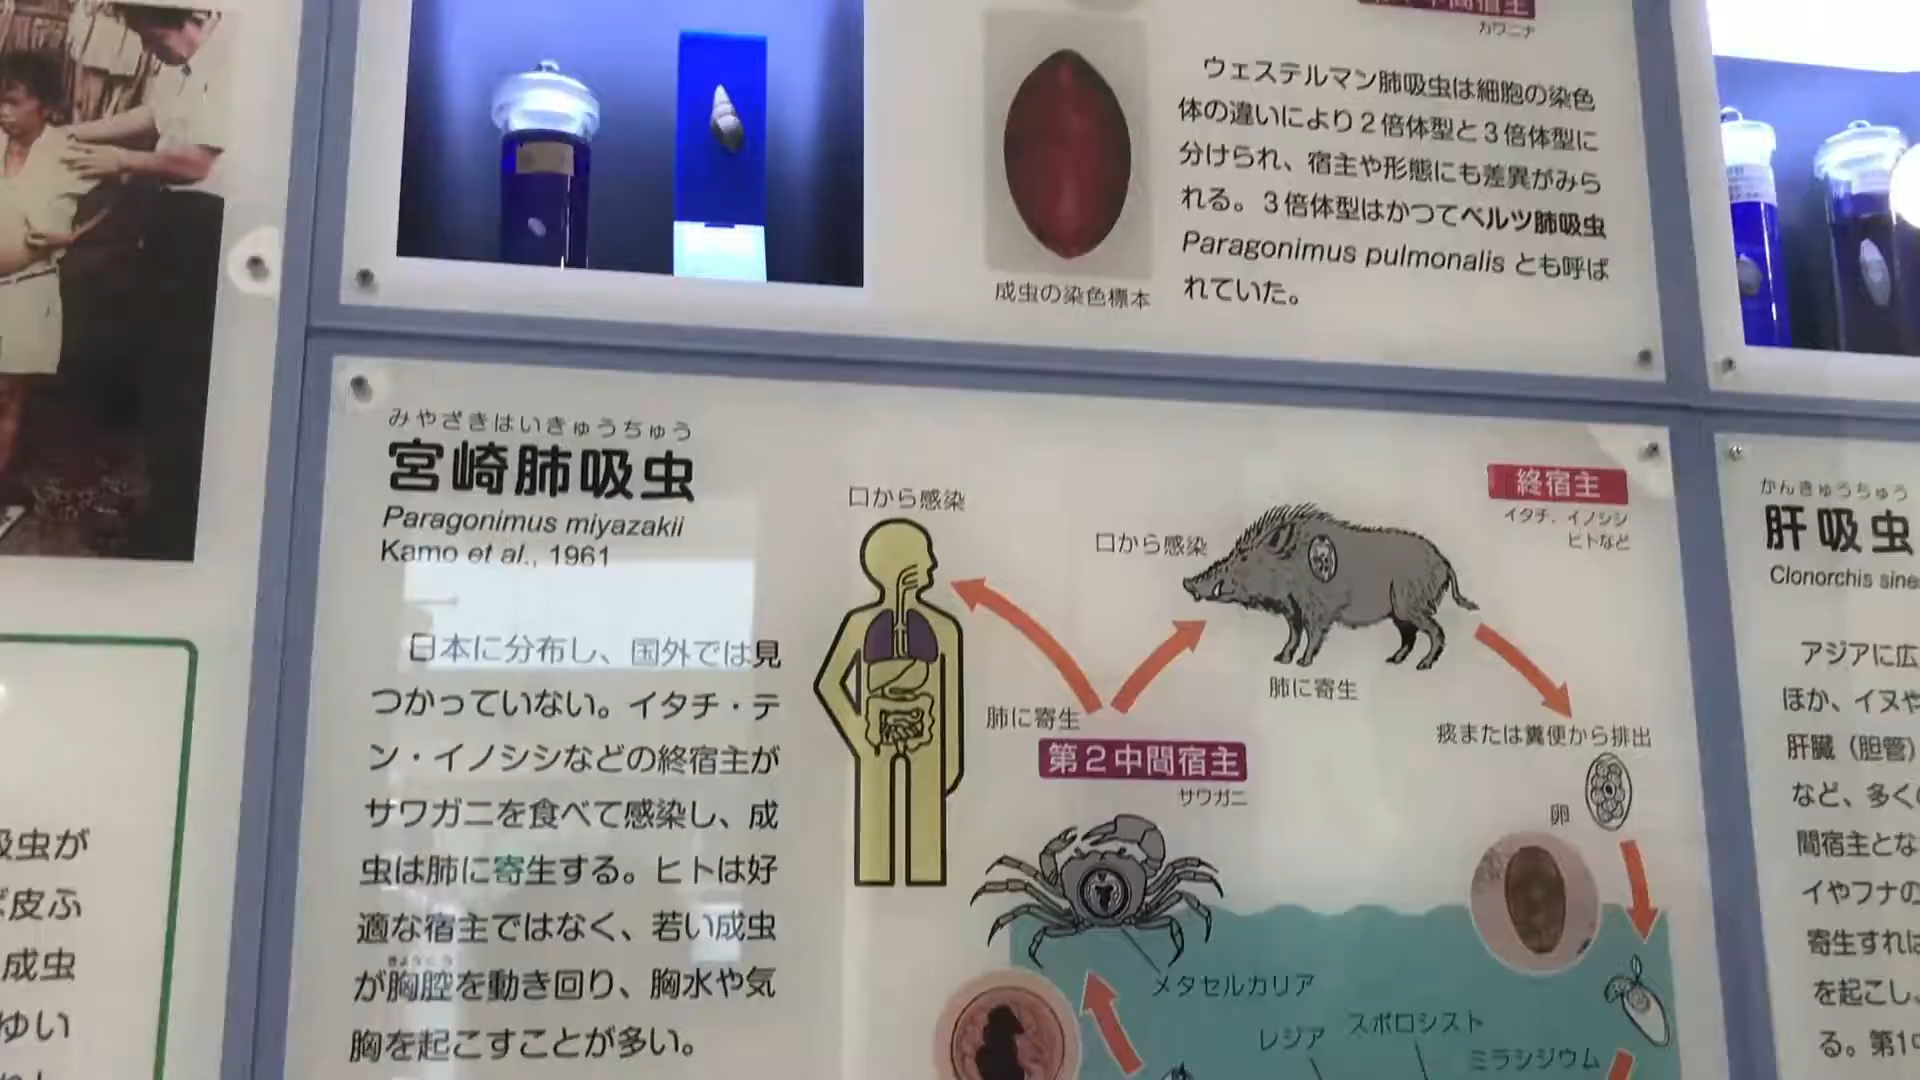 カワニナ
ウェステルマン肺吸虫は細胞の染色
体の違いにより2倍体型と3倍体型に
分けられ、宿主や形態にも差異がみら
れる。3倍体型はかつてベルツ肺吸虫
Paragonimus pulmonalis とも呼ば
れていた。
成虫の染色標本
みやざきはいきゅうちゅう
宮崎肺吸虫
Paragonimus miyazakii
Kamo et al., 1961
日本に分布し、国外では見
つかっていない。イタチ・テ
ン・イノシシなどの終宿主が
サワガニを食べて感染し、成
虫は肺に寄生する。ヒトは好
適な宿主ではなく、若い成虫
きょうくう
が胸腔を動き回り、胸水や気
胸を起こすことが多い。
口から感染
口から感染
終宿主
イタチ、イノシシ
ヒトなど
肺に寄生
肺に寄生
第2中間宿主
サワガニ
痰または糞便から排出
卵
メタセルカリア
レジア
スポロシスト
ミラシジウム
かんきゅうちゅう
肝吸虫
Clonorchis sine
アジアに広
ほか、イヌや
肝臓（胆管）
など、多く
間宿主とな
イやフナの
寄生すれば
を起こし、
る。第1中
吸虫が
皮ふ
成虫
ゆい